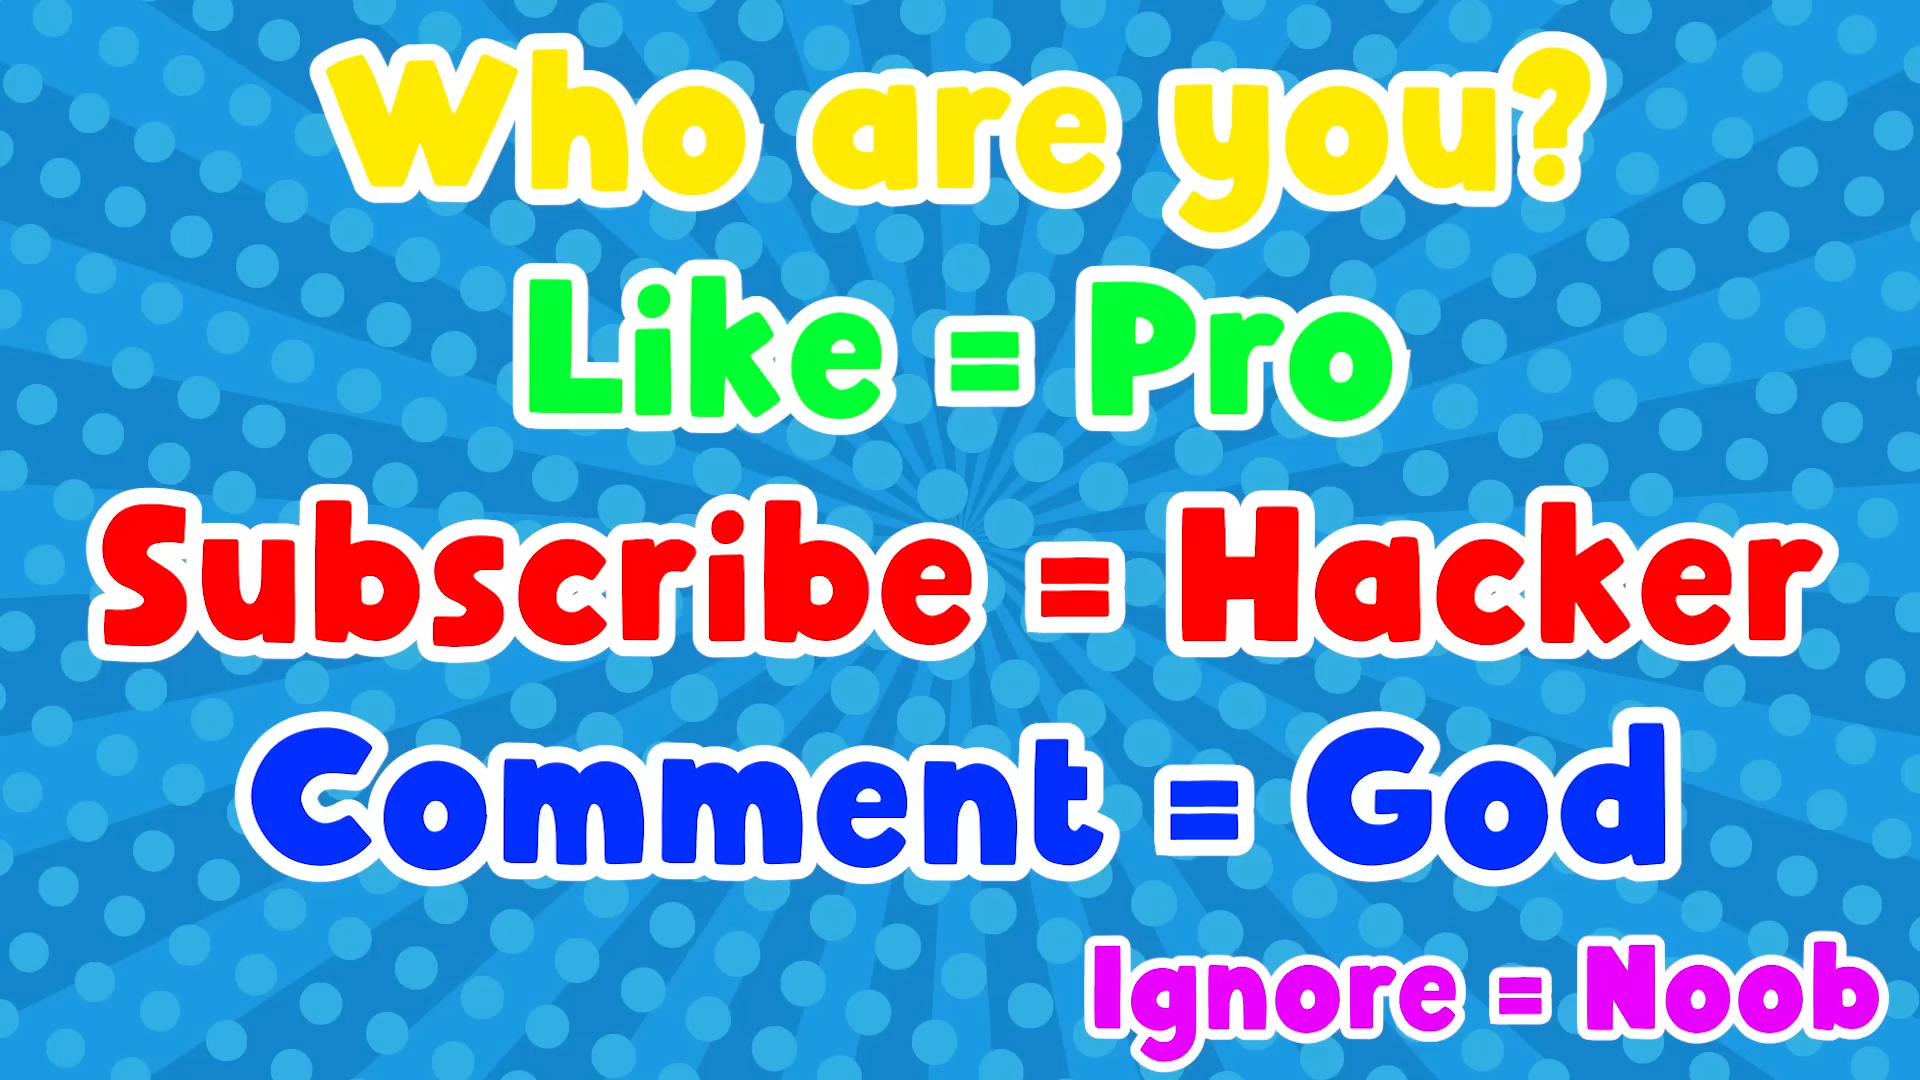 Who are you?
Like = Pro
Subscribe = Hacker
Comment = God
Ignore = Noob